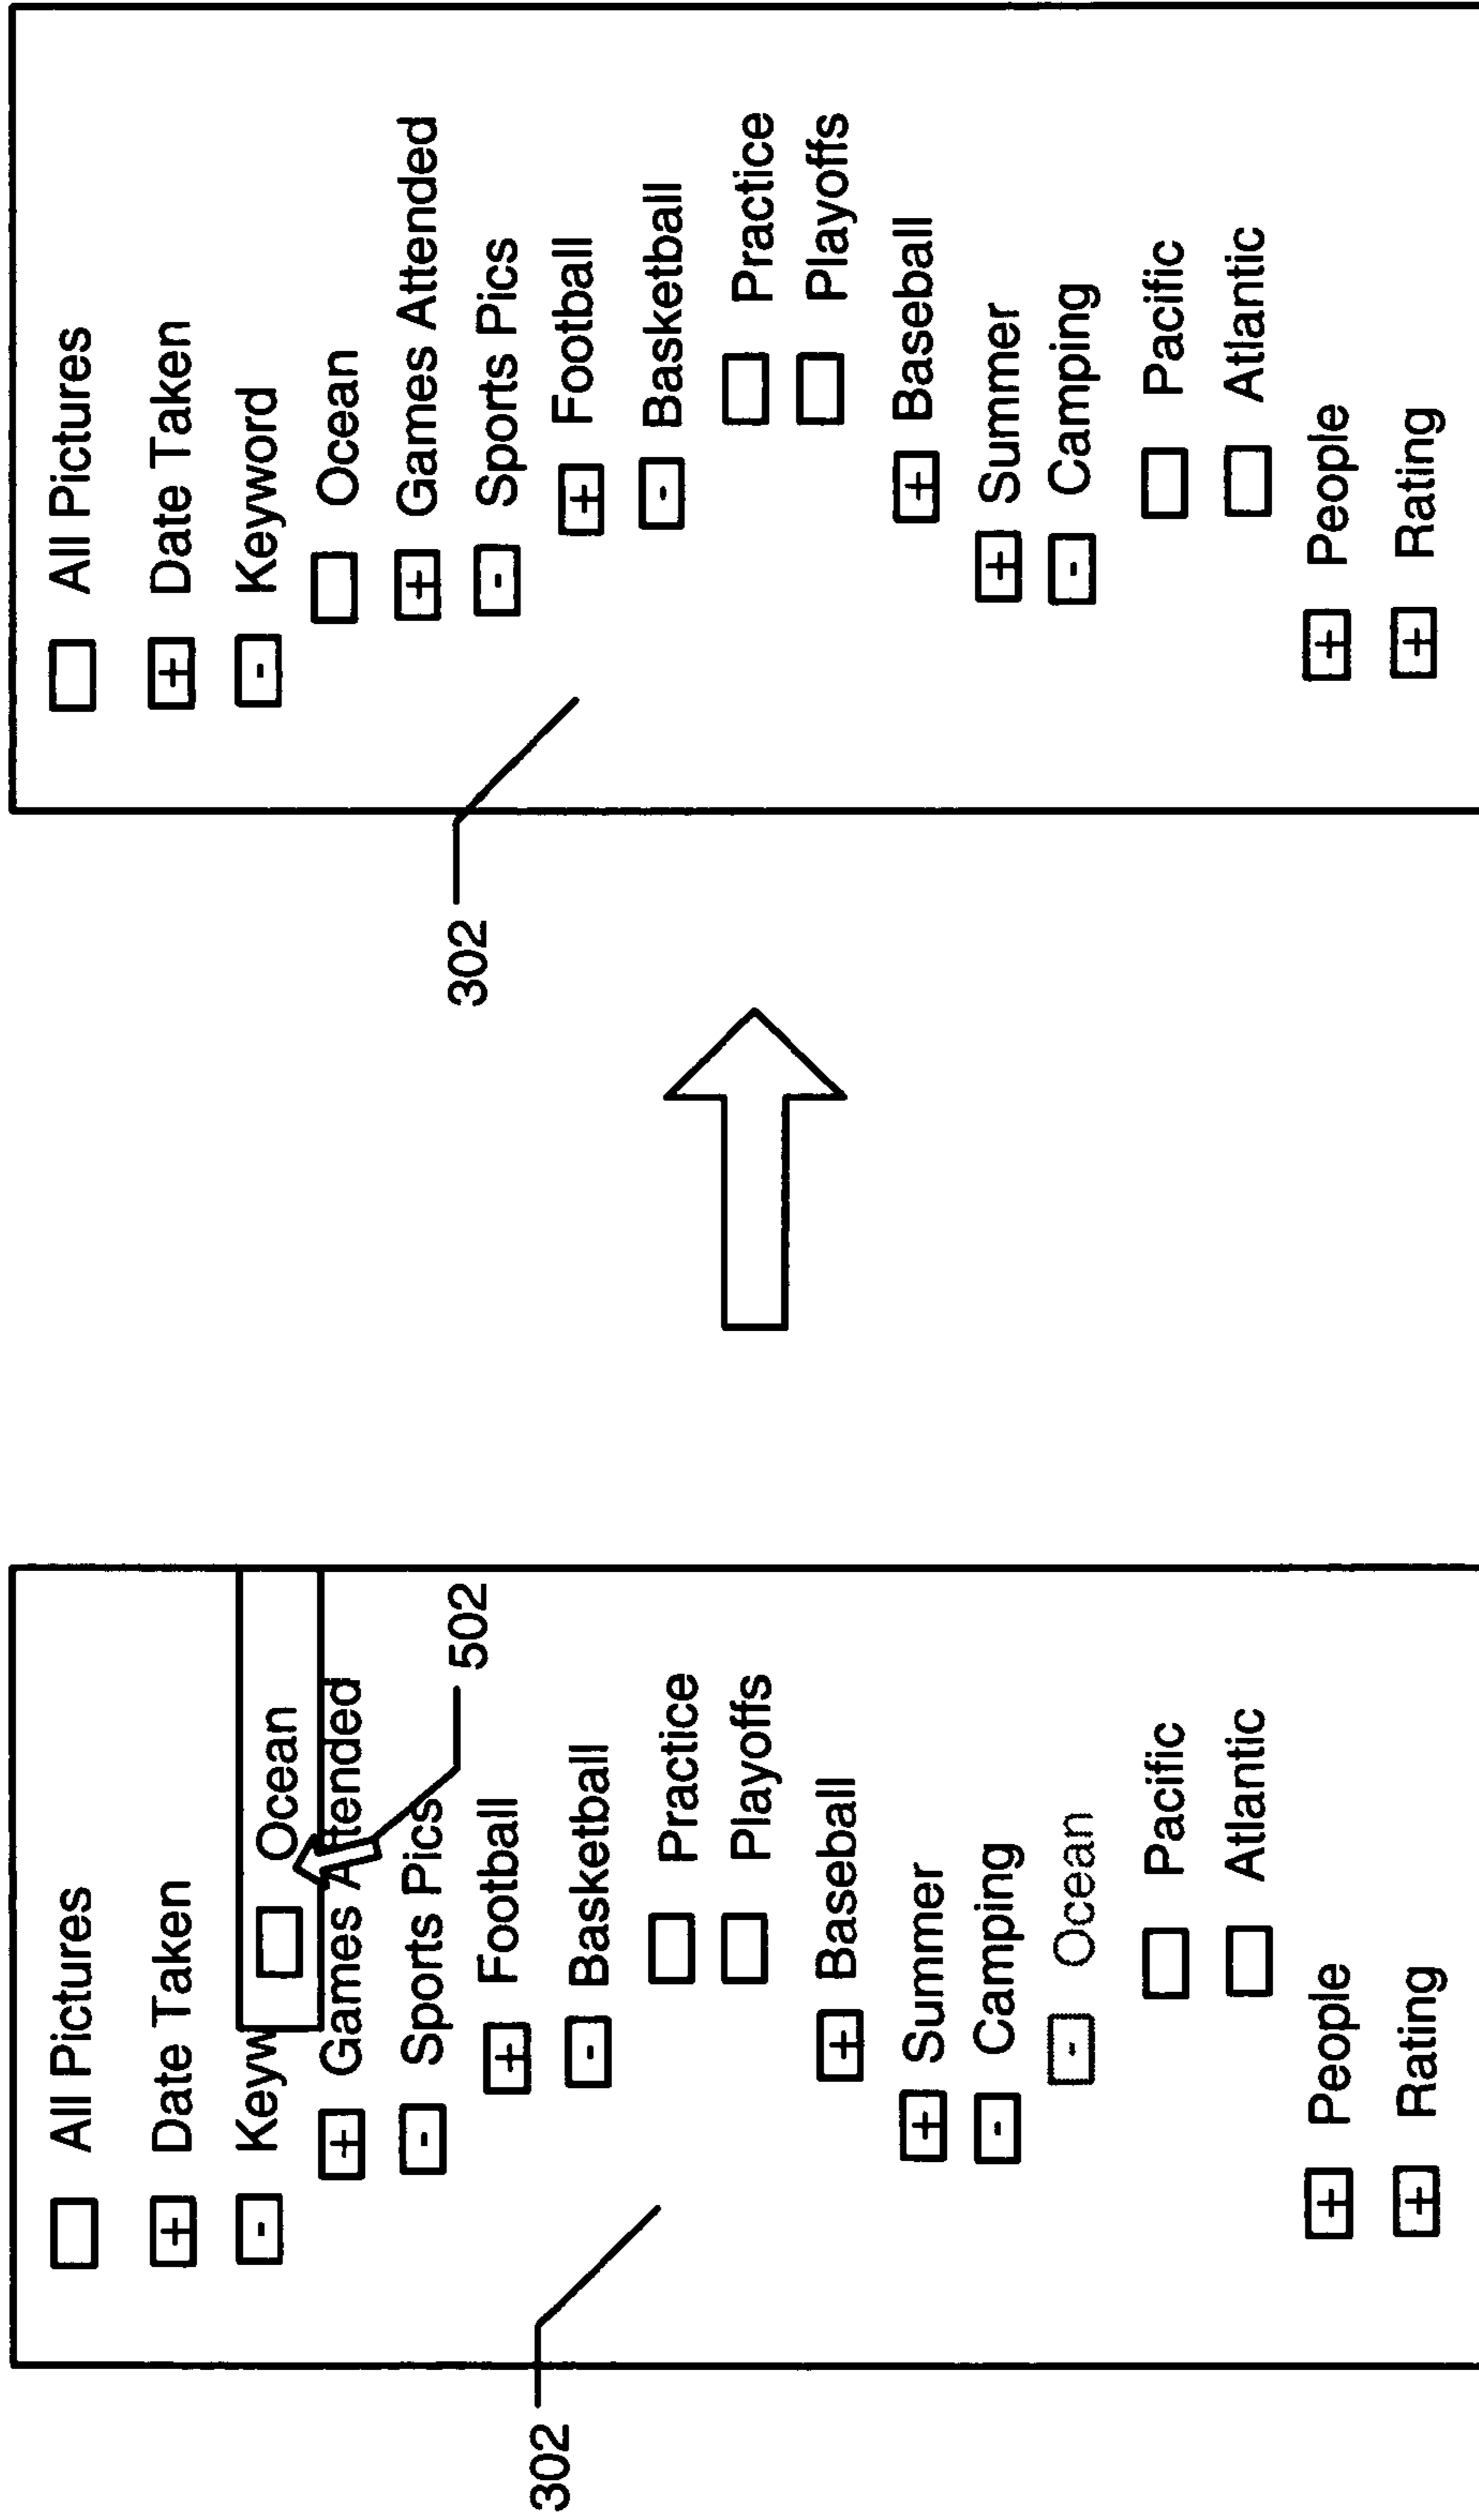 All Pictures
+ Date Taken
- Keyw
Ocean
+ Games Attended
- Sports Pics
502
+ Football
302
- Basketball
Practice
Playoffs
+ Baseball
+ Summer
- Camping
- Ocean
Pacific
Atlantic
+ People
+ Rating
All Pictures
+ Date Taken
- Keyword
Ocean
+ Games Attended
302
- Sports Pics
+ Football
- Basketball
Practice
Playoffs
+ Baseball
+ Summer
- Camping
Pacific
Atlantic
+ People
+ Rating